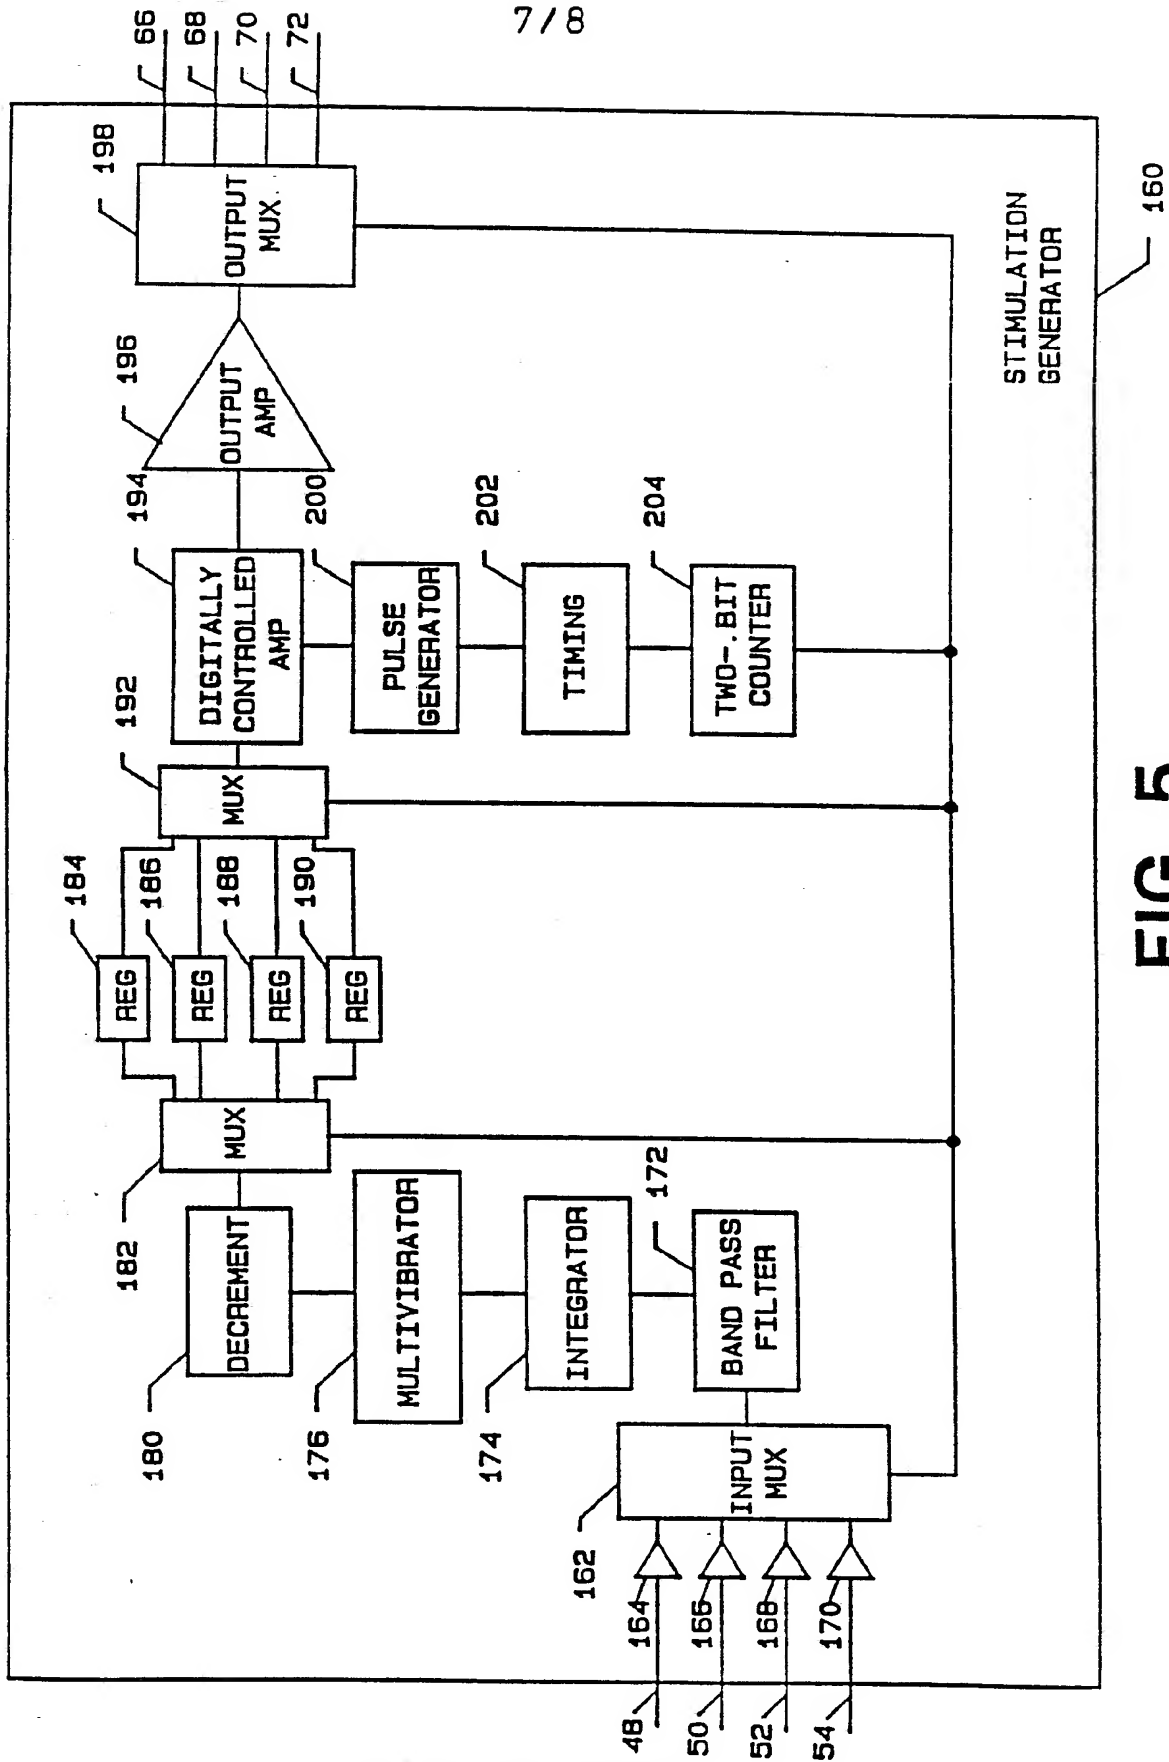 7/8
66
68
70
72
198
OUTPUT
MUX.
196
OUTPUT
AMP
194
DIGITALLY
CONTROLLED
AMP
200
PULSE
GENERATOR
202
TIMING
204
TWO-.BIT
COUNTER
192
MUX
184
REG
186
REG
188
REG
190
REG
182
MUX
180
DECREMENT
176
MULTIVIBRATOR
174
INTEGRATOR
172
BAND PASS
FILTER
162
INPUT
MUX
164
166
168
170
48
50
52
54
STIMULATION
GENERATOR
160
FIG 5